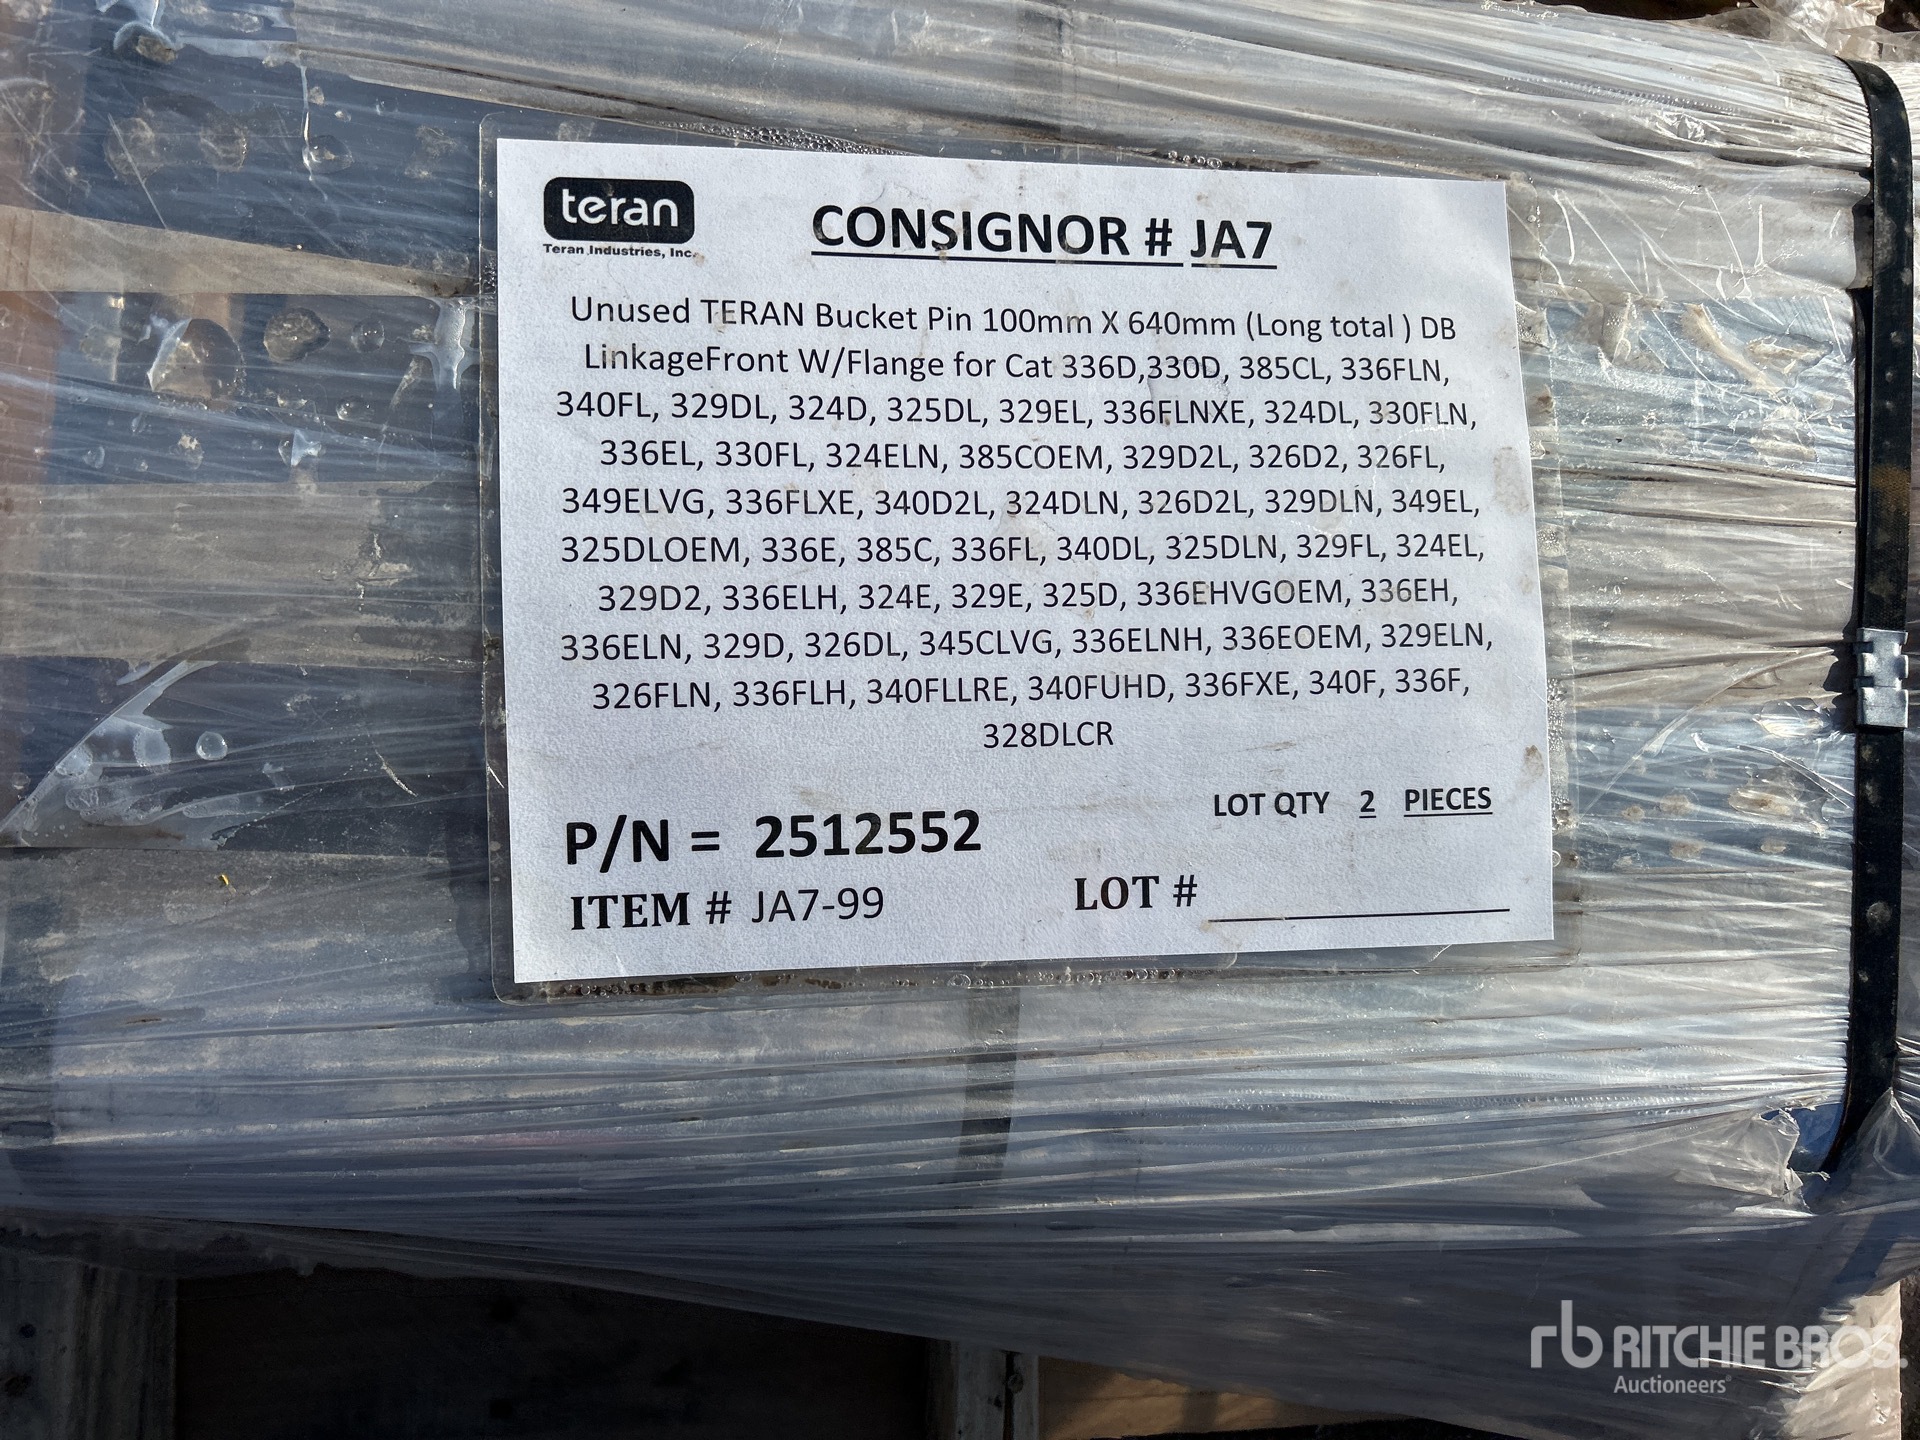 teran
Teran Industries, Inc.
CONSIGNOR # JA7
Unused TERAN Bucket Pin 100mm X 640mm (Long total ) DB
LinkageFront W/Flange for Cat 336D,330D, 385CL, 336FLN,
340FL, 329DL, 324D, 325DL, 329EL, 336FLNXE, 324DL, 330FLN,
336EL, 330FL, 324ELN, 385COEM, 329D2L, 326D2, 326FL,
349ELVG, 336FLXE, 340D2L, 324DLN, 326D2L, 329DLN, 349EL,
325DLOEM, 336E, 385C, 336FL, 340DL, 325DLN, 329FL, 324EL,
329D2, 336ELH, 324E, 329E, 325D, 336EHVGOEM, 336EH,
336ELN, 329D, 326DL, 345CLVG, 336ELNH, 336EOEM, 329ELN,
326FLN, 336FLH, 340FLLRE, 340FUHD, 336FXE, 340F, 336F,
328DLCR
LOT QTY 2 PIECES
P/N = 2512552
ITEM # JA7-99
LOT #
rb RITCHIE BROS.
Auctioneers